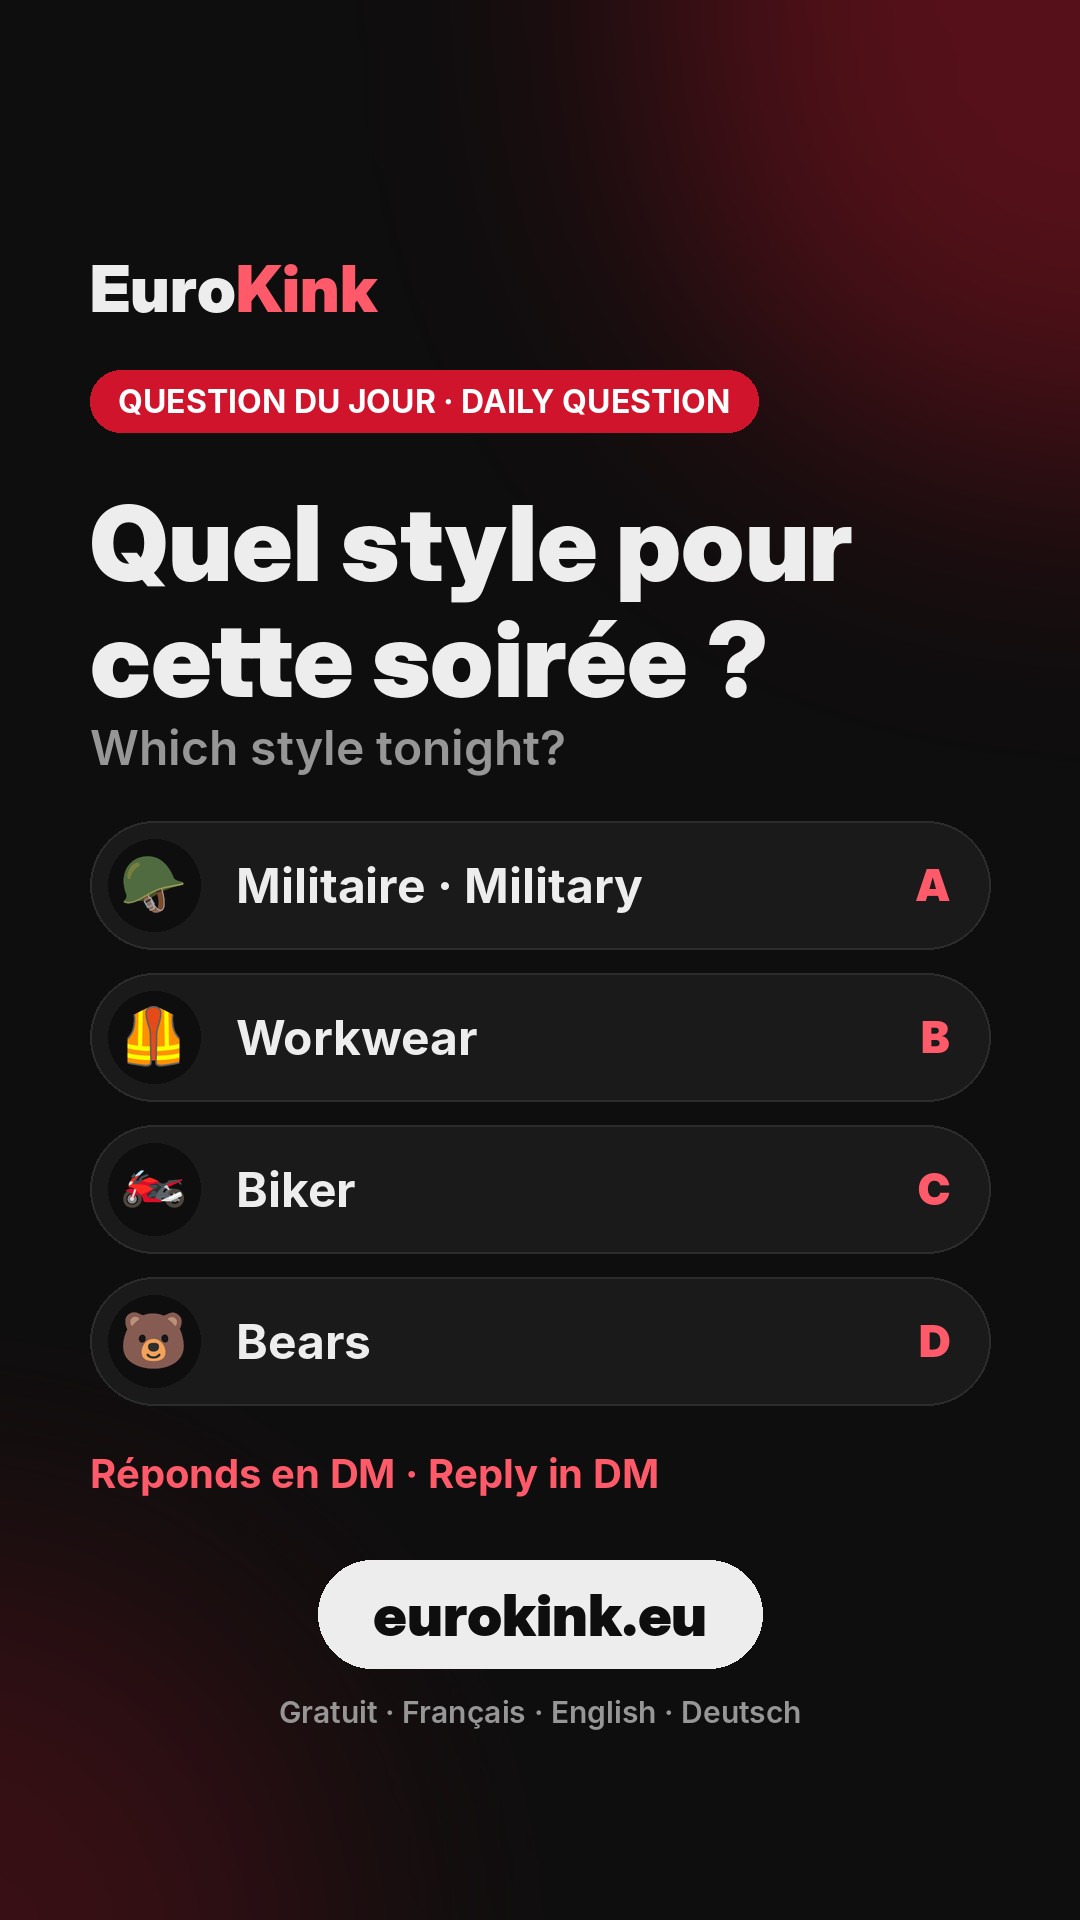 EuroKink
QUESTION DU JOUR · DAILY QUESTION
Quel style pour
cette soirée ?
Which style tonight?
Militaire · Military A
Workwear B
Biker C
Bears D
Réponds en DM · Reply in DM
eurokink.eu
Gratuit · Français · English · Deutsch